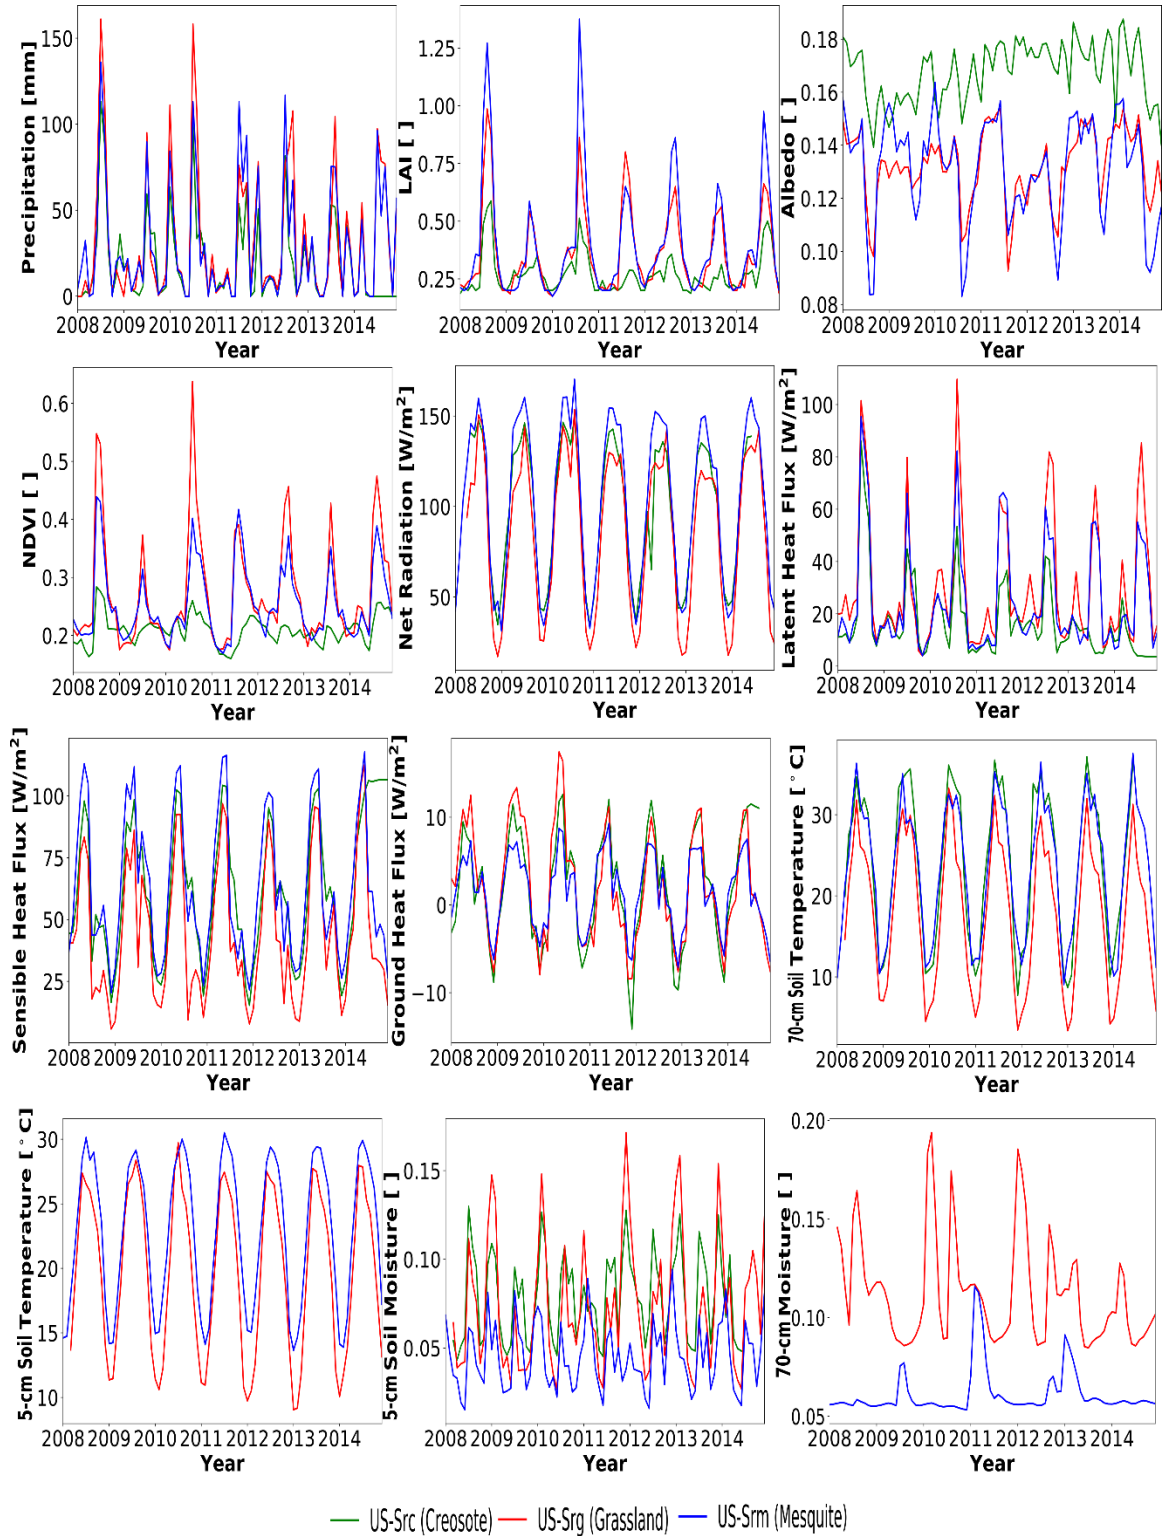 Precipitation [mm]
150
100
50
0
2008 2009 2010 2011 2012 2013 2014
Year
LAI [ ]
1.25
1.00
0.75
0.50
0.25
2008 2009 2010 2011 2012 2013 2014
Year
Albedo [ ]
0.18
0.16
0.14
0.12
0.10
0.08
2008 2009 2010 2011 2012 2013 2014
Year
NDVI [ ]
0.6
0.5
0.4
0.3
0.2
2008 2009 2010 2011 2012 2013 2014
Year
Net Radiation [W/m²]
150
100
50
2008 2009 2010 2011 2012 2013 2014
Year
Latent Heat Flux [W/m²]
100
80
60
40
20
0
2008 2009 2010 2011 2012 2013 2014
Year
Sensible Heat Flux [W/m²]
100
75
50
25
2008 2009 2010 2011 2012 2013 2014
Year
Ground Heat Flux [W/m²]
10
0
−10
2008 2009 2010 2011 2012 2013 2014
Year
70-cm Soil Temperature [°C]
30
20
10
2008 2009 2010 2011 2012 2013 2014
Year
5-cm Soil Temperature [°C]
30
25
20
15
10
2008 2009 2010 2011 2012 2013 2014
Year
5-cm Soil Moisture [ ]
0.15
0.10
0.05
2008 2009 2010 2011 2012 2013 2014
Year
70-cm Moisture [ ]
0.20
0.15
0.10
0.05
2008 2009 2010 2011 2012 2013 2014
Year
US-Src (Creosote) US-Srg (Grassland) US-Srm (Mesquite)